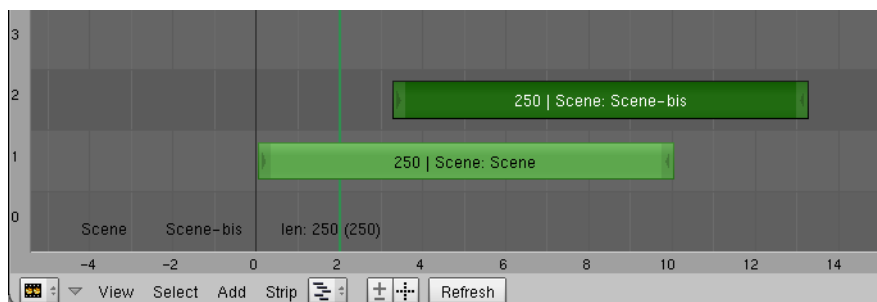 3
2
250 | Scene: Scene-bis
1
250 | Scene: Scene
0
Scene Scene-bis len: 250 (250)
-4 -2 0 2 4 6 8 10 12 14
View Select Add Strip Refresh